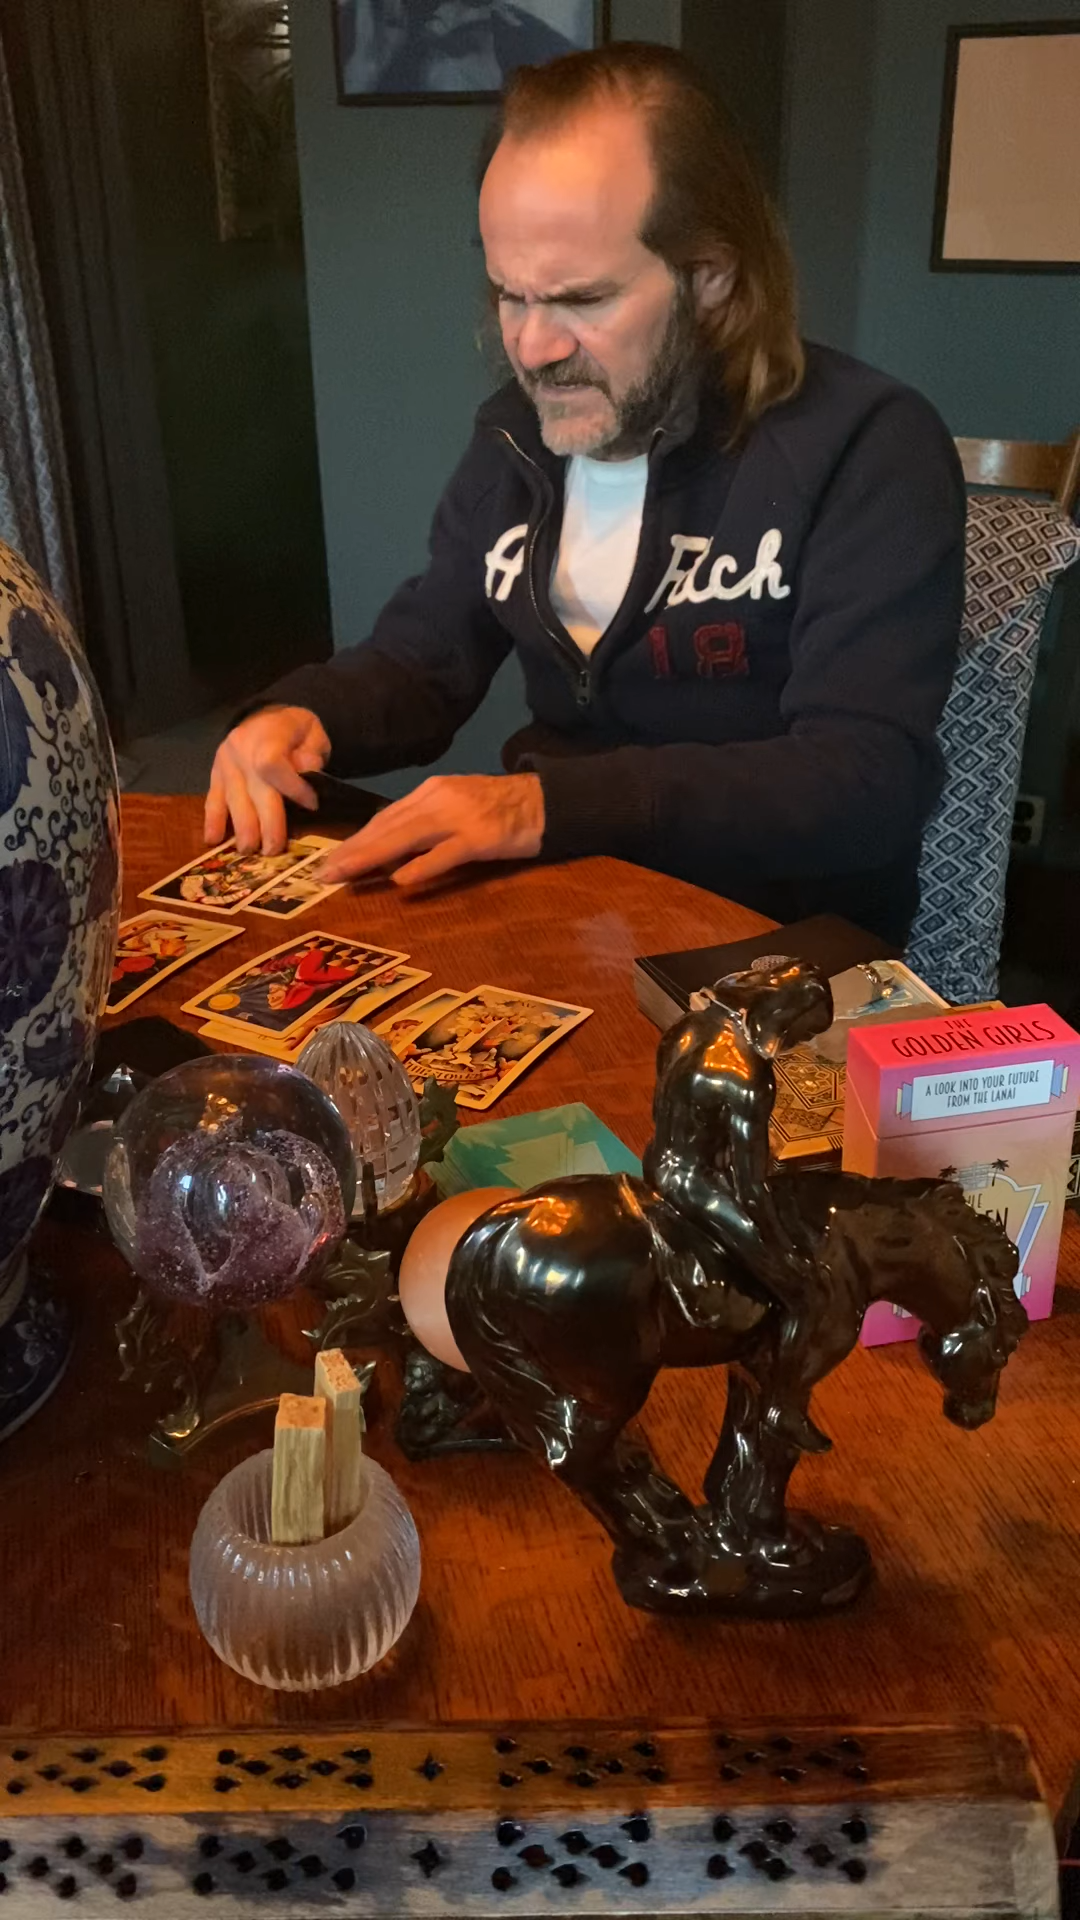 A Fitch
18
THE
GOLDEN GIRLS
A LOOK INTO YOUR FUTURE
FROM THE LANAI
THE TOWER